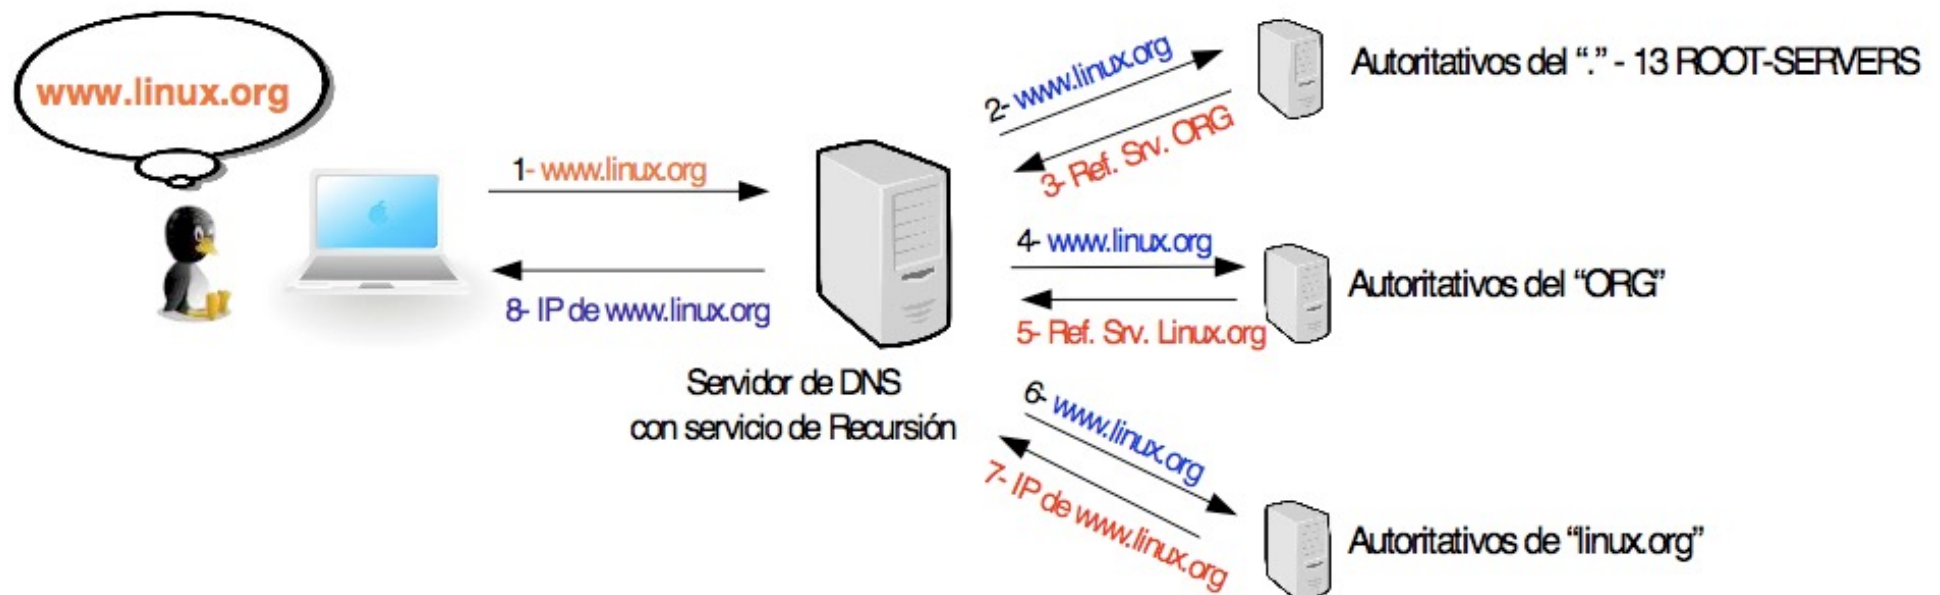 www.linux.org
1- www.linux.org
8- IP de www.linux.org
Servidor de DNS
con servicio de Recursión
2- www.linux.org
3- Ref. Srv. ORG
Autoritativos del “.” - 13 ROOT-SERVERS
4- www.linux.org
5- Ref. Srv. Linux.org
Autoritativos del “ORG”
6- www.linux.org
7- IP de www.linux.org
Autoritativos de “linux.org”